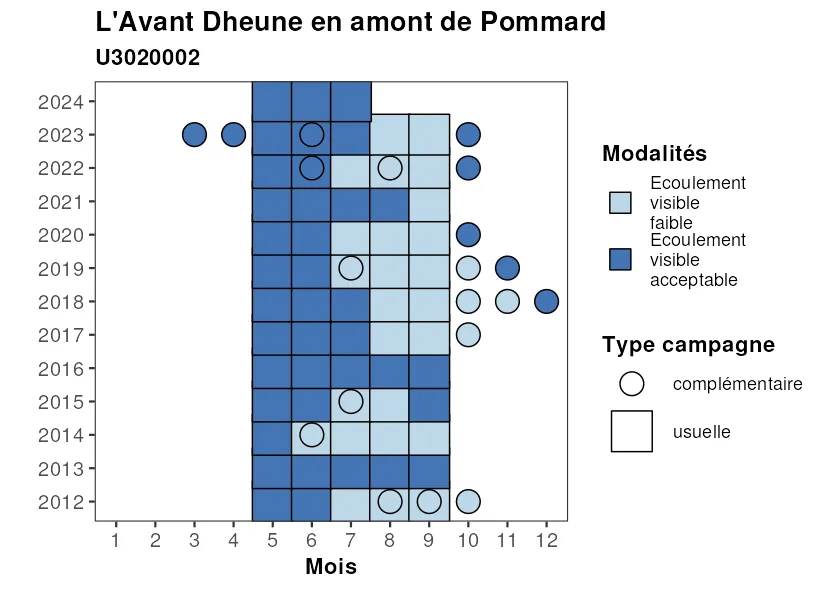 L'Avant Dheune en amont de Pommard
U3020002
2024
2023
2022
2021
2020
2019
2018
2017
2016
2015
2014
2013
2012
1 2 3 4 5 6 7 8 9 10 11 12
Mois
Modalités
Ecoulement
visible
faible
Ecoulement
visible
acceptable
Type campagne
complémentaire
usuelle